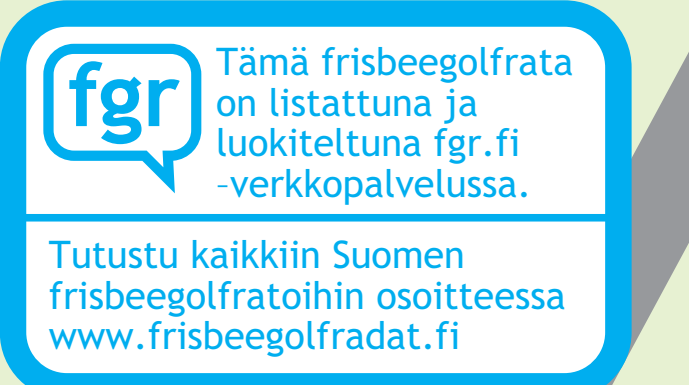 fgr
Tämä frisbeegolfrata
on listattuna ja
luokiteltuna fgr.fi
–verkkopalvelussa.
Tutustu kaikkiin Suomen
frisbeegolfratoihin osoitteessa
www.frisbeegolfradat.fi